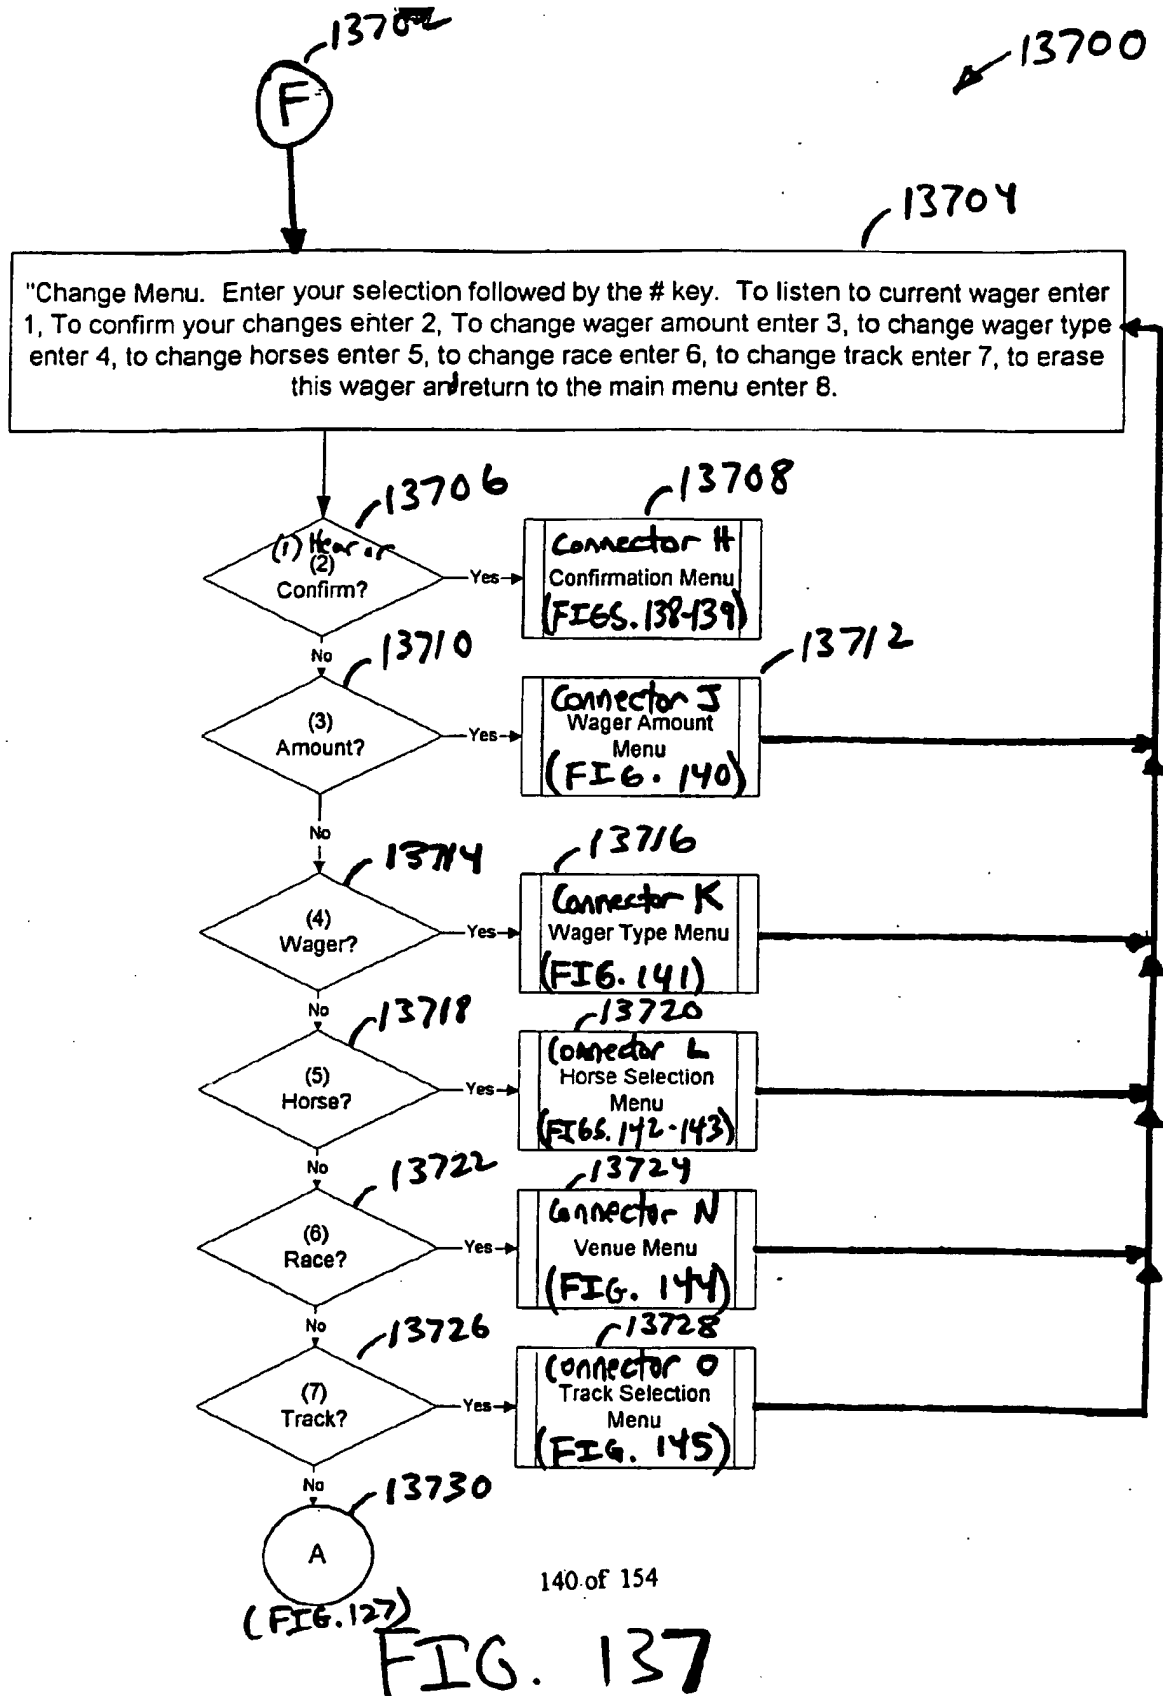 13702
13700
F
13704
"Change Menu. Enter your selection followed by the # key. To listen to current wager enter
1, To confirm your changes enter 2, To change wager amount enter 3, to change wager type
enter 4, to change horses enter 5, to change race enter 6, to change track enter 7, to erase
this wager and return to the main menu enter 8.
13706
13708
(1) Hear or
(2)
Confirm?
Yes
Connector H
Confirmation Menu
(FIGS. 138-139)
No
13710
13712
(3)
Amount?
Yes
Connector J
Wager Amount
Menu
(FIG. 140)
No
13714
13716
(4)
Wager?
Yes
Connector K
Wager Type Menu
(FIG. 141)
No
13718
13720
(5)
Horse?
Yes
Connector L
Horse Selection
Menu
(FIGS. 142-143)
No
13722
13724
(6)
Race?
Yes
Connector N
Venue Menu
(FIG. 144)
No
13726
13728
(7)
Track?
Yes
Connector O
Track Selection
Menu
(FIG. 145)
No
13730
A
(FIG. 127)
140 of 154
FIG. 137